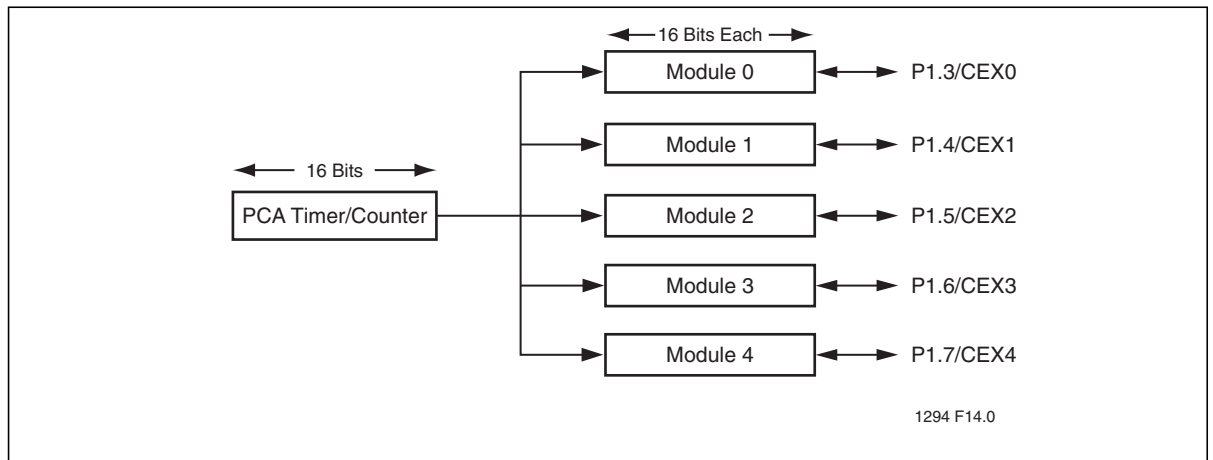 16 Bits Each
Module 0
P1.3/CEX0
Module 1
P1.4/CEX1
16 Bits
PCA Timer/Counter
Module 2
P1.5/CEX2
Module 3
P1.6/CEX3
Module 4
P1.7/CEX4
1294 F14.0